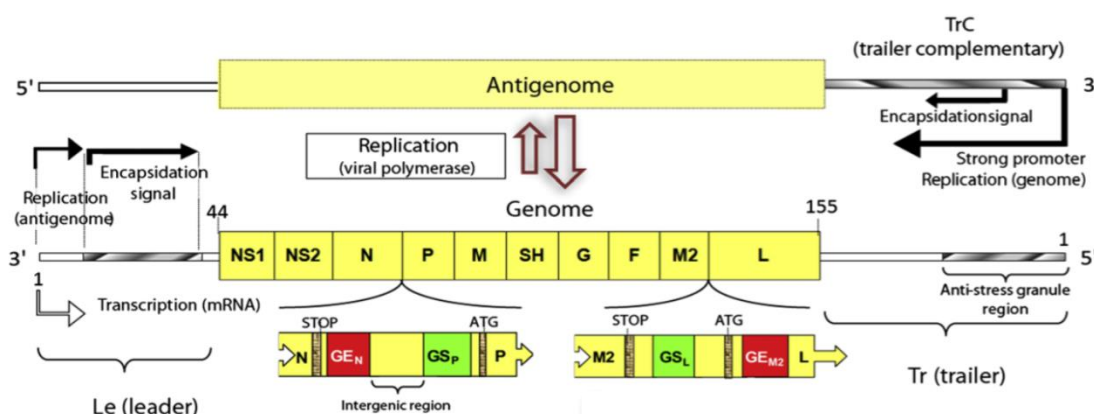 TrC
(trailer complementary)
5'
Antigenome
3
Encapsidation signal
Strong promoter
Replication (genome)
Replication
(viral polymerase)
Encapsidation
signal
Replication
(antigenome)
44
Genome
155
3'
NS1 NS2 N P M SH G F M2 L
1
5'
1
Transcription (mRNA)
Anti-stress granule
region
STOP ATG
N GEN GSP P
Intergenic region
STOP ATG
M2 GSL GEM2 L
Le (leader)
Tr (trailer)